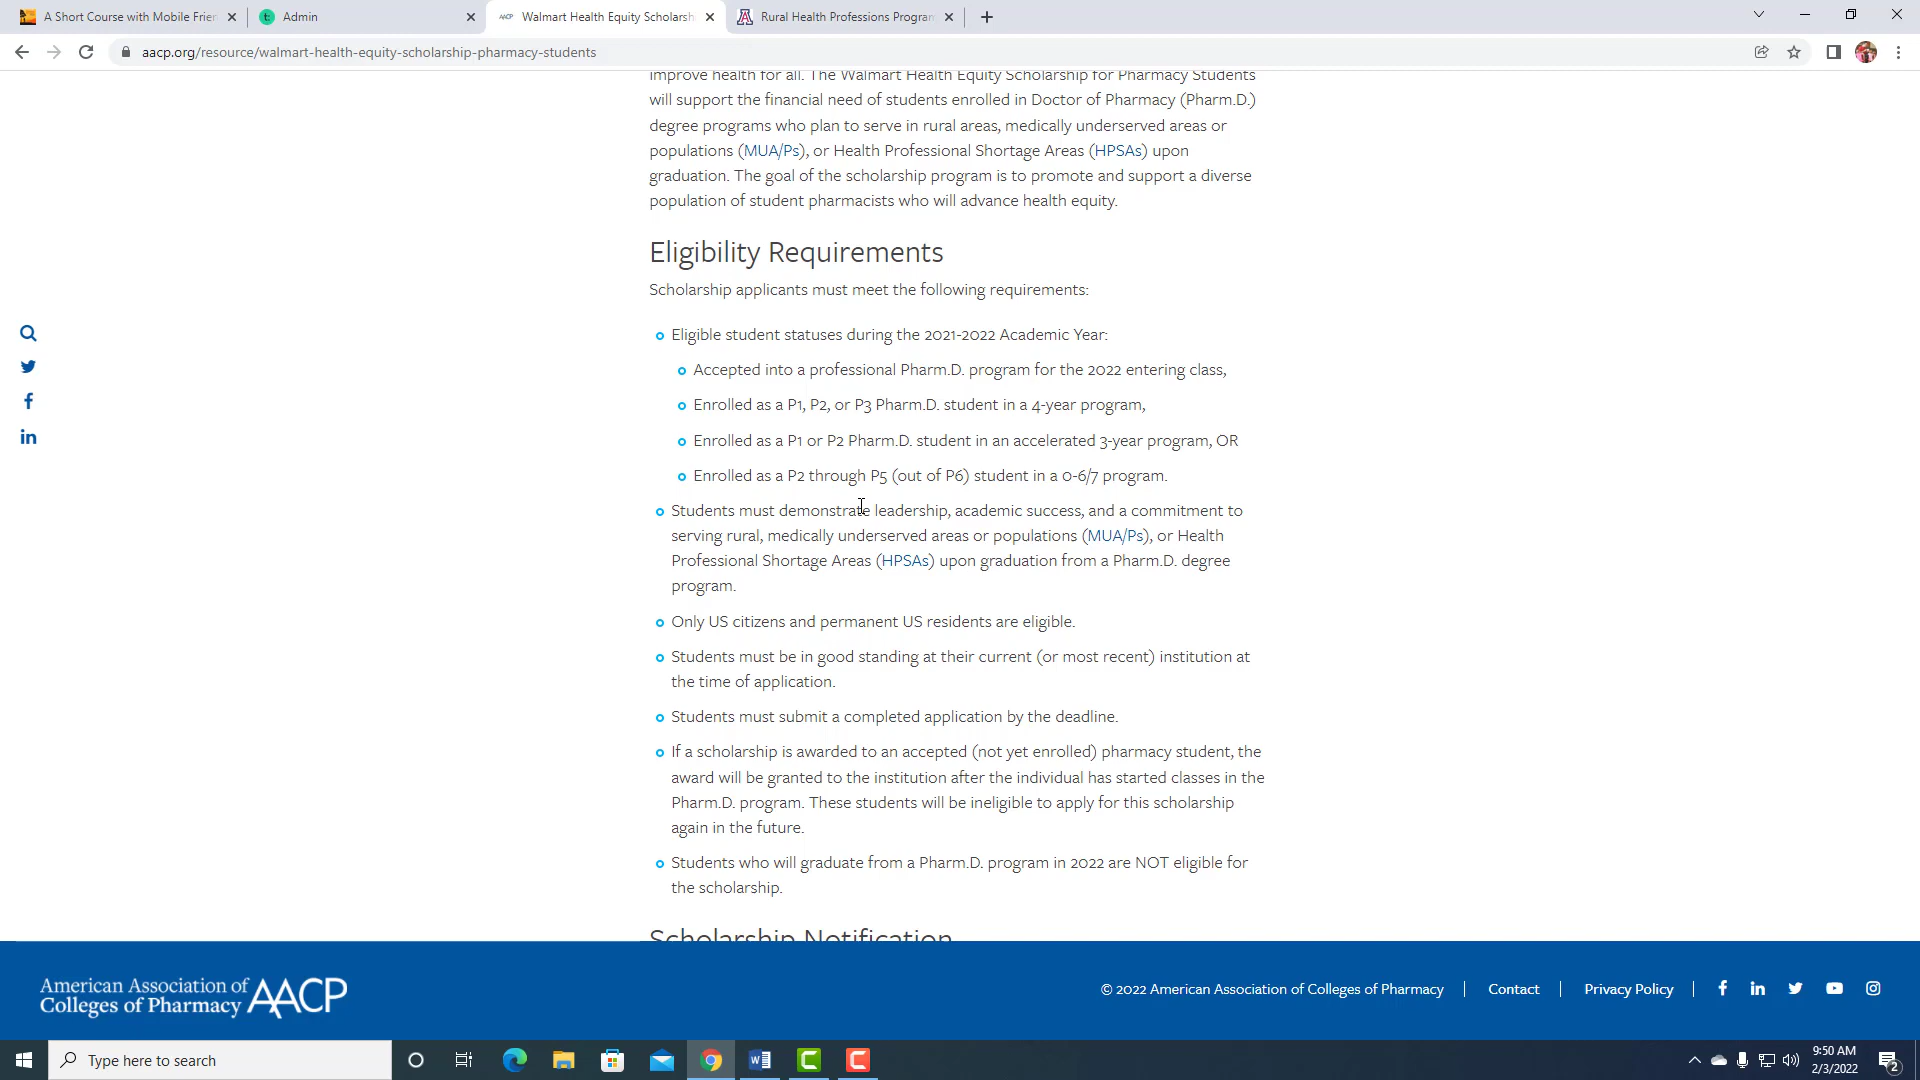 A Short Course with Mobile Frien
Admin
AACP Walmart Health Equity Scholarsh
Rural Health Professions Program
aacp.org/resource/walmart-health-equity-scholarship-pharmacy-students
improve health for all. The Walmart Health Equity Scholarship for Pharmacy Students
will support the financial need of students enrolled in Doctor of Pharmacy (Pharm.D.)
degree programs who plan to serve in rural areas, medically underserved areas or
populations (MUA/Ps), or Health Professional Shortage Areas (HPSAs) upon
graduation. The goal of the scholarship program is to promote and support a diverse
population of student pharmacists who will advance health equity.
Eligibility Requirements
Scholarship applicants must meet the following requirements:
Eligible student statuses during the 2021-2022 Academic Year:
Accepted into a professional Pharm.D. program for the 2022 entering class,
Enrolled as a P1, P2, or P3 Pharm.D. student in a 4-year program,
Enrolled as a P1 or P2 Pharm.D. student in an accelerated 3-year program, OR
Enrolled as a P2 through P5 (out of P6) student in a 0-6/7 program.
Students must demonstrate leadership, academic success, and a commitment to
serving rural, medically underserved areas or populations (MUA/Ps), or Health
Professional Shortage Areas (HPSAs) upon graduation from a Pharm.D. degree
program.
Only US citizens and permanent US residents are eligible.
Students must be in good standing at their current (or most recent) institution at
the time of application.
Students must submit a completed application by the deadline.
If a scholarship is awarded to an accepted (not yet enrolled) pharmacy student, the
award will be granted to the institution after the individual has started classes in the
Pharm.D. program. These students will be ineligible to apply for this scholarship
again in the future.
Students who will graduate from a Pharm.D. program in 2022 are NOT eligible for
the scholarship.
Scholarship Notification
American Association of
Colleges of Pharmacy AACP
© 2022 American Association of Colleges of Pharmacy
Contact
Privacy Policy
Type here to search
9:50 AM
2/3/2022
2